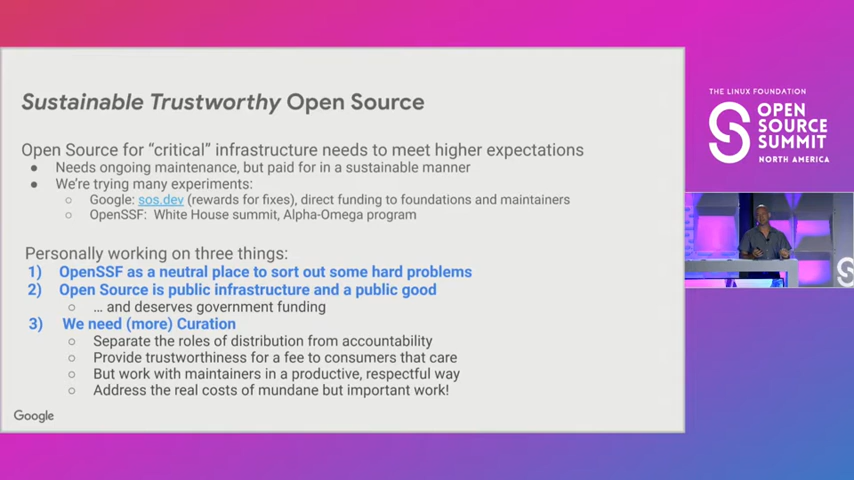 Sustainable Trustworthy Open Source
Open Source for “critical” infrastructure needs to meet higher expectations
● Needs ongoing maintenance, but paid for in a sustainable manner
● We’re trying many experiments:
○ Google: sos.dev (rewards for fixes), direct funding to foundations and maintainers
○ OpenSSF: White House summit, Alpha-Omega program
Personally working on three things:
1) OpenSSF as a neutral place to sort out some hard problems
2) Open Source is public infrastructure and a public good
○ … and deserves government funding
3) We need (more) Curation
○ Separate the roles of distribution from accountability
○ Provide trustworthiness for a fee to consumers that care
○ But work with maintainers in a productive, respectful way
○ Address the real costs of mundane but important work!
Google
THE LINUX FOUNDATION
OPEN
SOURCE
SUMMIT
NORTH AMERICA